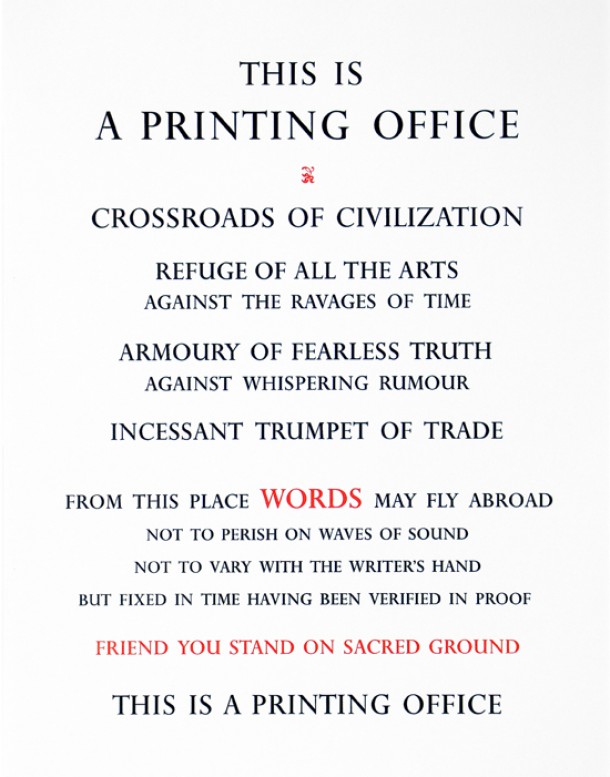 THIS IS
A PRINTING OFFICE
CROSSROADS OF CIVILIZATION
REFUGE OF ALL THE ARTS
AGAINST THE RAVAGES OF TIME
ARMOURY OF FEARLESS TRUTH
AGAINST WHISPERING RUMOUR
INCESSANT TRUMPET OF TRADE
FROM THIS PLACE WORDS MAY FLY ABROAD
NOT TO PERISH ON WAVES OF SOUND
NOT TO VARY WITH THE WRITER'S HAND
BUT FIXED IN TIME HAVING BEEN VERIFIED IN PROOF
FRIEND YOU STAND ON SACRED GROUND
THIS IS A PRINTING OFFICE